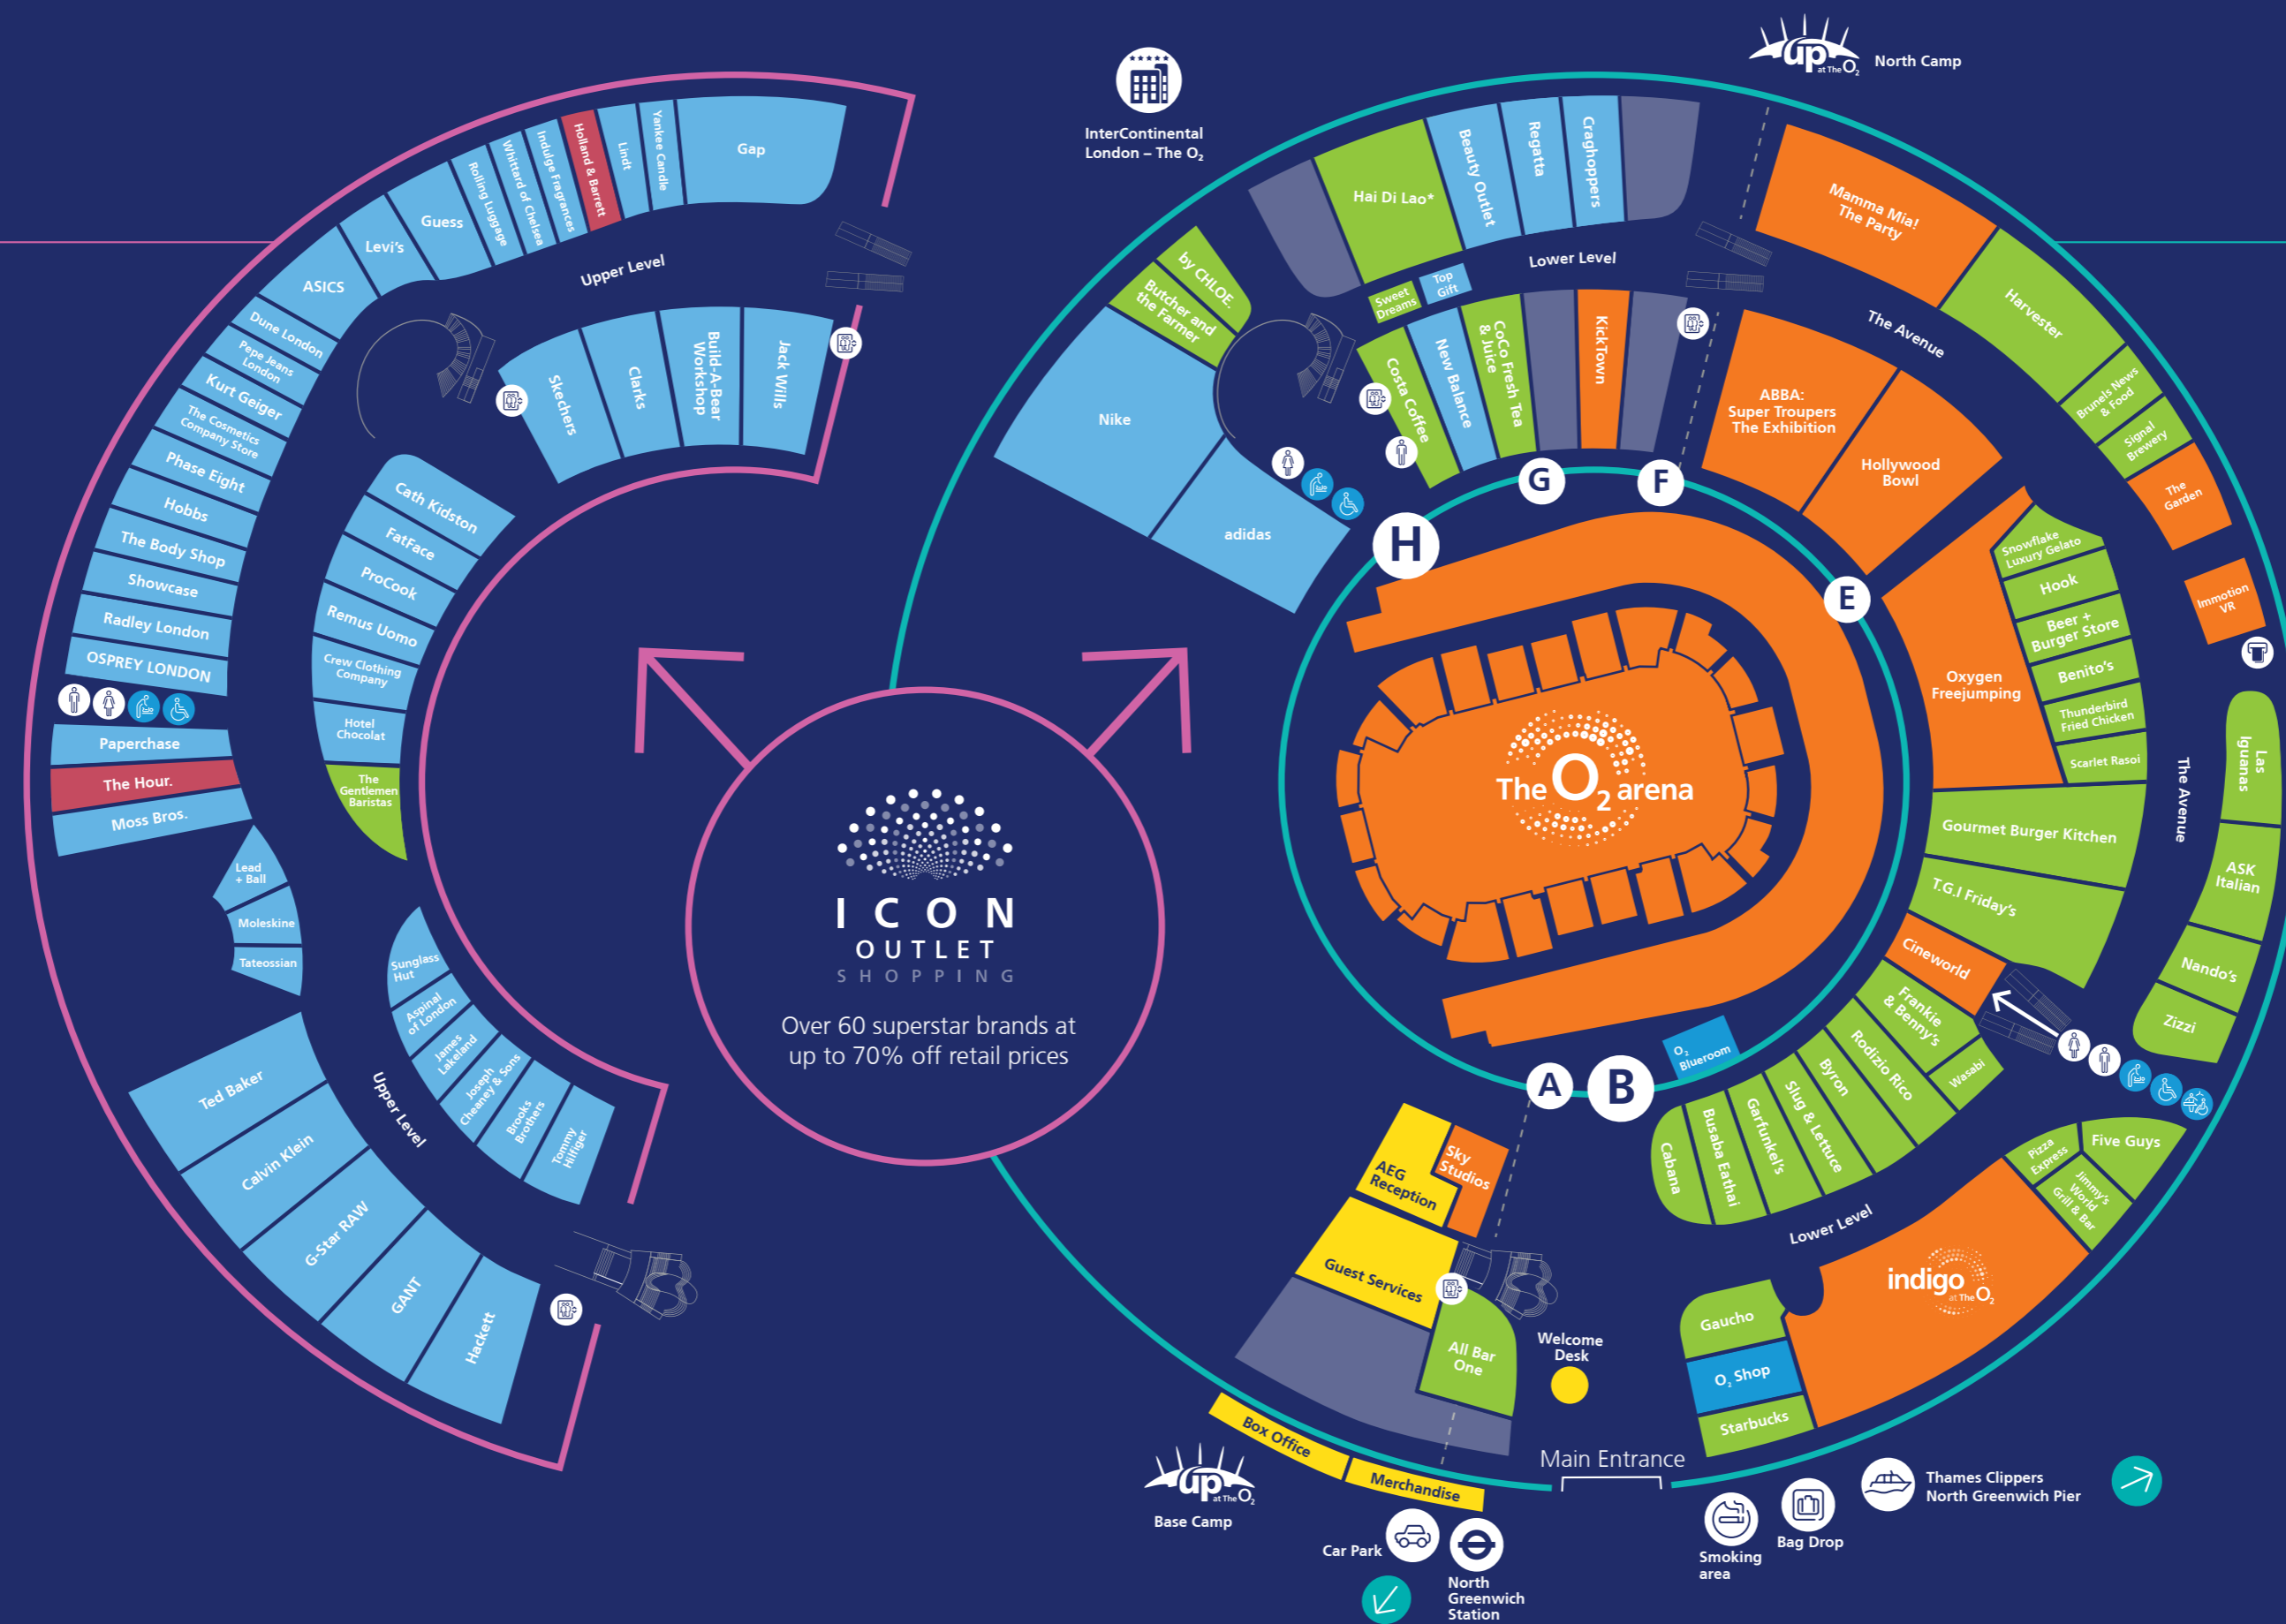 Gap
Yankee Candle
Lindt
Holland & Barrett
Indulge Fragrances
Whittard of Chelsea
Rolling Luggage
Guess
Levi's
ASICS
Dune London
Pepe Jeans
London
Kurt Geiger
The Cosmetics
Company Store
Phase Eight
Hobbs
The Body Shop
Showcase
Radley London
OSPREY LONDON
Paperchase
The Hour.
Moss Bros.
Lead
+ Ball
Moleskine
Tateossian
Ted Baker
Calvin Klein
G-Star RAW
GANT
Hackett
Upper Level
Skechers
Clarks
Build-A-Bear
Workshop
Jack Wills
Cath Kidston
FatFace
ProCook
Remus Uomo
Crew Clothing
Company
Hotel
Chocolat
The
Gentlemen
Baristas
Sunglass
Hut
Aspinal
of London
James
Lakeland
Joseph
Cheaney & Sons
Brooks
Brothers
Tommy
Hilfiger
Upper Level
ICON
OUTLET
SHOPPING
Over 60 superstar brands at
up to 70% off retail prices
InterContinental
London – The O2
up
at The O2
North Camp
by CHLOE.
Butcher and
the Farmer
Nike
adidas
Hai Di Lao*
Beauty Outlet
Regatta
Craghoppers
Lower Level
Sweet
Dreams
Top
Gift
Costa Coffee
New Balance
CoCo Fresh Tea
& Juice
KickTown
G
F
H
E
A
B
Mamma Mia!
The Party
Harvester
The Avenue
ABBA:
Super Troupers
The Exhibition
Hollywood
Bowl
Brunels News
& Food
Signal
Brewery
The
Garden
Immotion
VR
Oxygen
Freejumping
Snowflake
Luxury Gelato
Hook
Beer +
Burger Store
Benito's
Thunderbird
Fried Chicken
Scarlet Rasoi
The Avenue
Las
Iguanas
ASK
Italian
Nando's
Zizzi
Gourmet Burger Kitchen
T.G.I Friday's
Cineworld
Frankie
& Benny's
Wasabi
Rodizio Rico
Byron
Slug & Lettuce
Garfunkel's
Busaba Eathai
Cabana
The O2 arena
O2
Blueroom
Lower Level
Pizza
Express
Five Guys
Jimmy's
World
Grill & Bar
indigo
at The O2
Gaucho
O2 Shop
Starbucks
AEG
Reception
Sky
Studios
Guest Services
All Bar
One
Welcome
Desk
Box Office
Merchandise
Main Entrance
up
at The O2
Base Camp
Car Park
North
Greenwich
Station
Smoking
area
Bag Drop
Thames Clippers
North Greenwich Pier